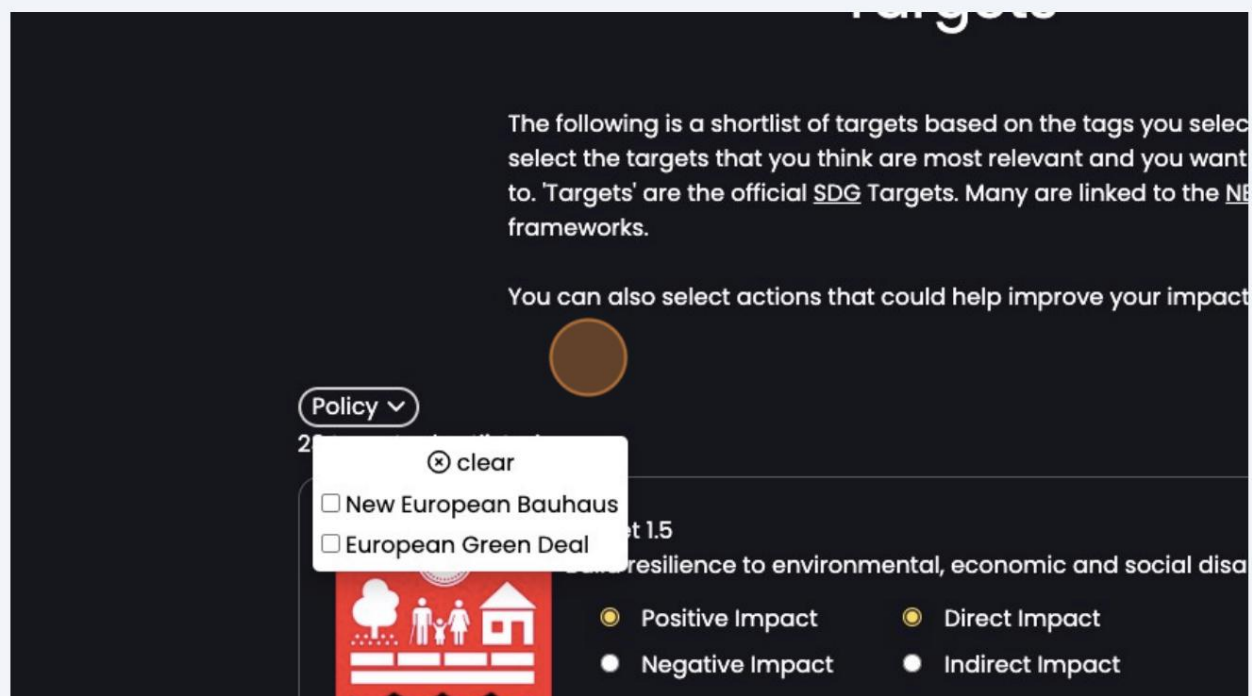 Targets
The following is a shortlist of targets based on the tags you selec
select the targets that you think are most relevant and you want
to. 'Targets' are the official SDG Targets. Many are linked to the NE
frameworks.
You can also select actions that could help improve your impact
Policy
clear
New European Bauhaus
European Green Deal
et 1.5
resilience to environmental, economic and social disa
Positive Impact
Direct Impact
Negative Impact
Indirect Impact